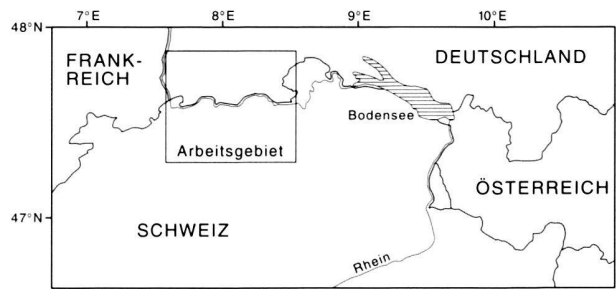 7°E 8°E 9°E 10°E
48°N
FRANK-
REICH
DEUTSCHLAND
Bodensee
Arbeitsgebiet
ÖSTERREICH
47°N
SCHWEIZ
Rhein